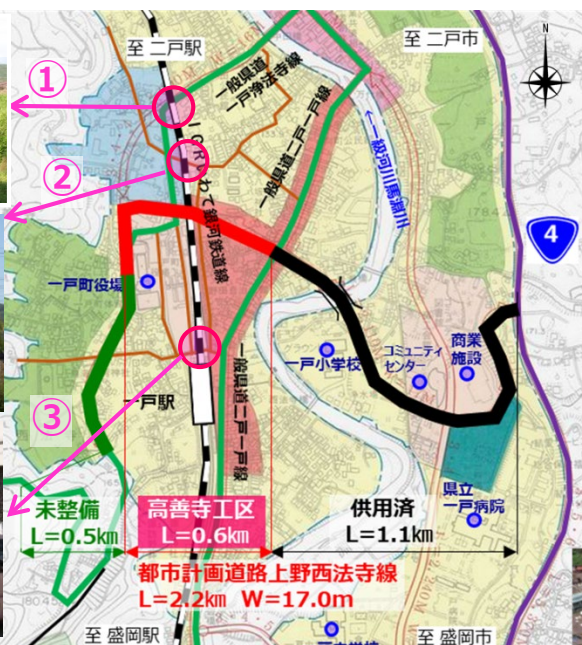 至 二戸駅
至 二戸市
N
①
一般県道
一戸浄法寺線
②
IGRいわて銀河鉄道線
一般県道二戸一戸線
←一級河川馬淵川
4
一戸町役場
一戸小学校
コミュニティ
センター
商業
施設
一戸駅
③
一般県道二戸一戸線
県立
一戸病院
未整備
L=0.5㎞
高善寺工区
L=0.6㎞
供用済
L=1.1㎞
都市計画道路上野西法寺線
L=2.2㎞ W=17.0m
至 盛岡駅
至 盛岡市